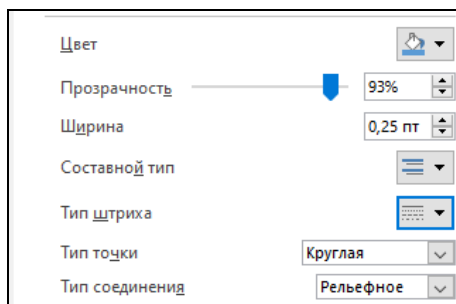 Цвет
Прозрачность 93%
Ширина 0,25 пт
Составной тип
Тип штриха
Тип точки Круглая
Тип соединения Рельефное